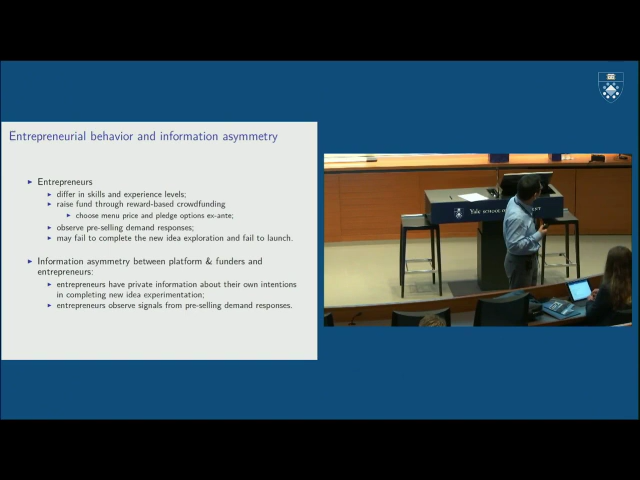 Entrepreneurial behavior and information asymmetry
Entrepreneurs
differ in skills and experience levels;
raise fund through reward-based crowdfunding
choose menu price and pledge options ex-ante;
observe pre-selling demand responses;
may fail to complete the new idea exploration and fail to launch.
Information asymmetry between platform & funders and
entrepreneurs:
entrepreneurs have private information about their own intentions
in completing new idea experimentation;
entrepreneurs observe signals from pre-selling demand responses.
Yale SCHOOL